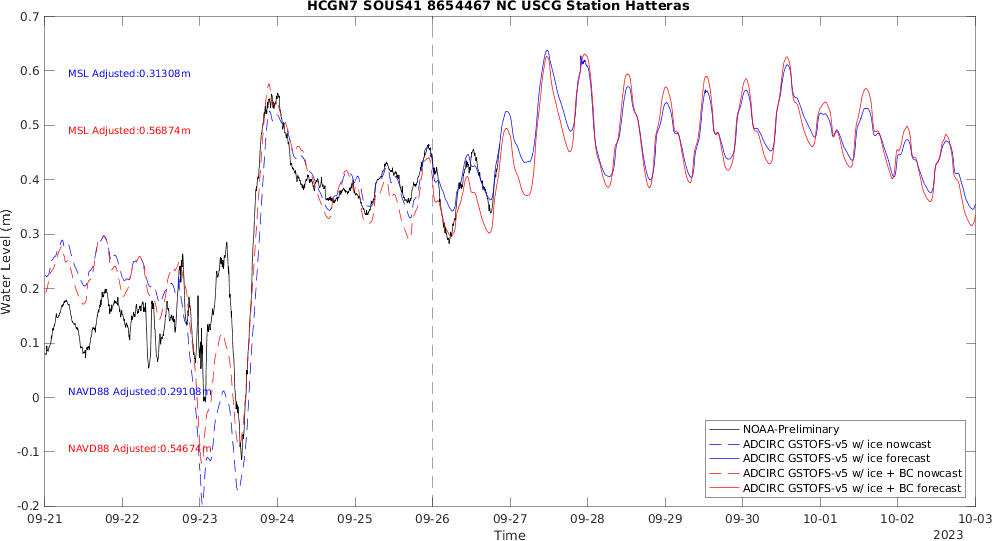 HCGN7 SOUS41 8654467 NC USCG Station Hatteras
0.7
0.6
0.5
0.4
0.3
0.2
0.1
0
-0.1
-0.2
Water Level (m)
MSL Adjusted:0.31308m
MSL Adjusted:0.56874m
NAVD88 Adjusted:0.29108m
NAVD88 Adjusted:0.54674m
NOAA-Preliminary
ADCIRC GSTOFS-v5 w/ ice nowcast
ADCIRC GSTOFS-v5 w/ ice forecast
ADCIRC GSTOFS-v5 w/ ice + BC nowcast
ADCIRC GSTOFS-v5 w/ ice + BC forecast
09-21 09-22 09-23 09-24 09-25 09-26 09-27 09-28 09-29 09-30 10-01 10-02 10-03
Time
2023